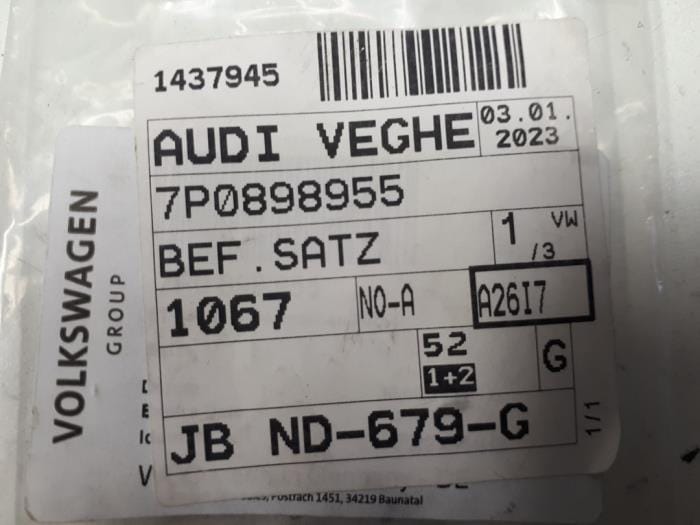 1437945
AUDI VEGHE
03.01.
2023
7P0898955
BEF.SATZ
1 VW
/3
1067
NO-A
A26I7
52
1+2
G
JB ND-679-G
1/1
VOLKSWAGEN
GROUP
Postfach 1451, 34219 Baunatal